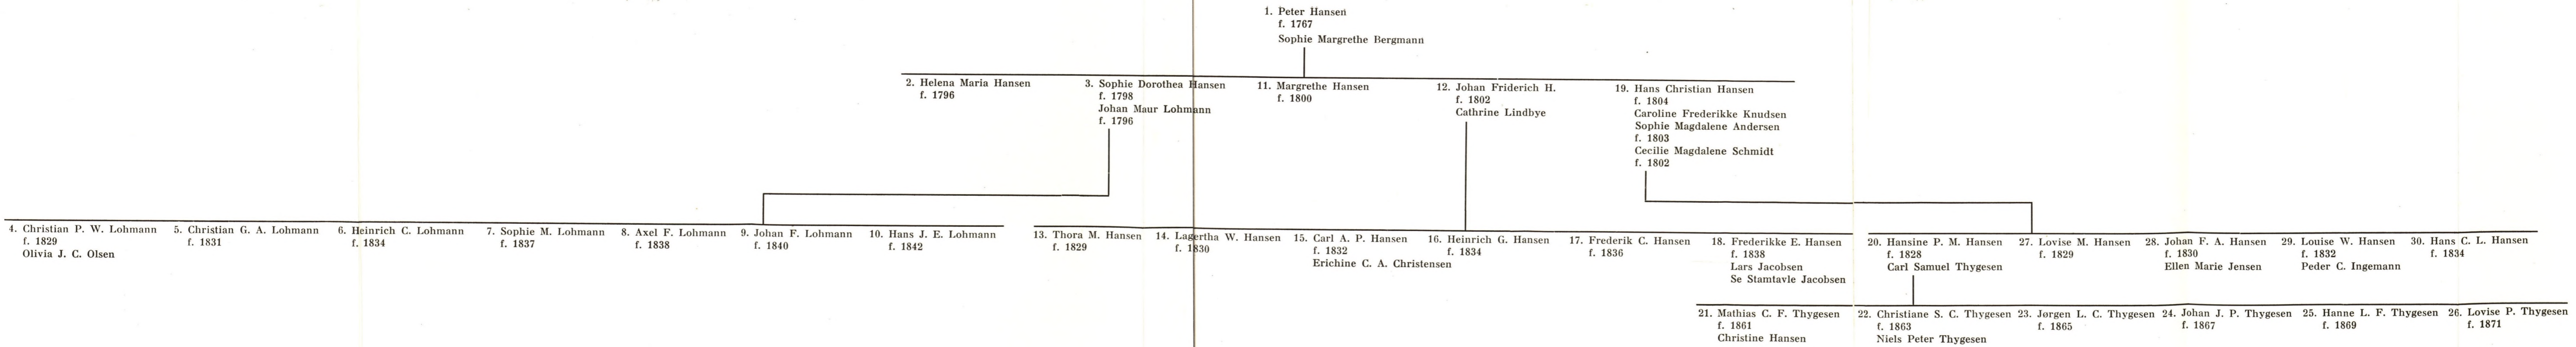 1. Peter Hansen
f. 1767
Sophie Margrethe Bergmann
2. Helena Maria Hansen
f. 1796
3. Sophie Dorothea Hansen
f. 1798
Johan Maur Lohmann
f. 1796
11. Margrethe Hansen
f. 1800
12. Johan Friderich H.
f. 1802
Cathrine Lindbye
19. Hans Christian Hansen
f. 1804
Caroline Frederikke Knudsen
Sophie Magdalene Andersen
f. 1803
Cecilie Magdalene Schmidt
f. 1802
4. Christian P. W. Lohmann
f. 1829
Olivia J. C. Olsen
5. Christian G. A. Lohmann
f. 1831
6. Heinrich C. Lohmann
f. 1834
7. Sophie M. Lohmann
f. 1837
8. Axel F. Lohmann
f. 1838
9. Johan F. Lohmann
f. 1840
10. Hans J. E. Lohmann
f. 1842
13. Thora M. Hansen
f. 1829
14. Lagertha W. Hansen
f. 1830
15. Carl A. P. Hansen
f. 1832
Erichine C. A. Christensen
16. Heinrich G. Hansen
f. 1834
17. Frederik C. Hansen
f. 1836
18. Frederikke E. Hansen
f. 1838
Lars Jacobsen
Se Stamtavle Jacobsen
20. Hansine P. M. Hansen
f. 1828
Carl Samuel Thygesen
27. Lovise M. Hansen
f. 1829
28. Johan F. A. Hansen
f. 1830
Ellen Marie Jensen
29. Louise W. Hansen
f. 1832
Peder C. Ingemann
30. Hans C. L. Hansen
f. 1834
21. Mathias C. F. Thygesen
f. 1861
Christine Hansen
22. Christiane S. C. Thygesen
f. 1863
Niels Peter Thygesen
23. Jørgen L. C. Thygesen
f. 1865
24. Johan J. P. Thygesen
f. 1867
25. Hanne L. F. Thygesen
f. 1869
26. Lovise P. Thygesen
f. 1871